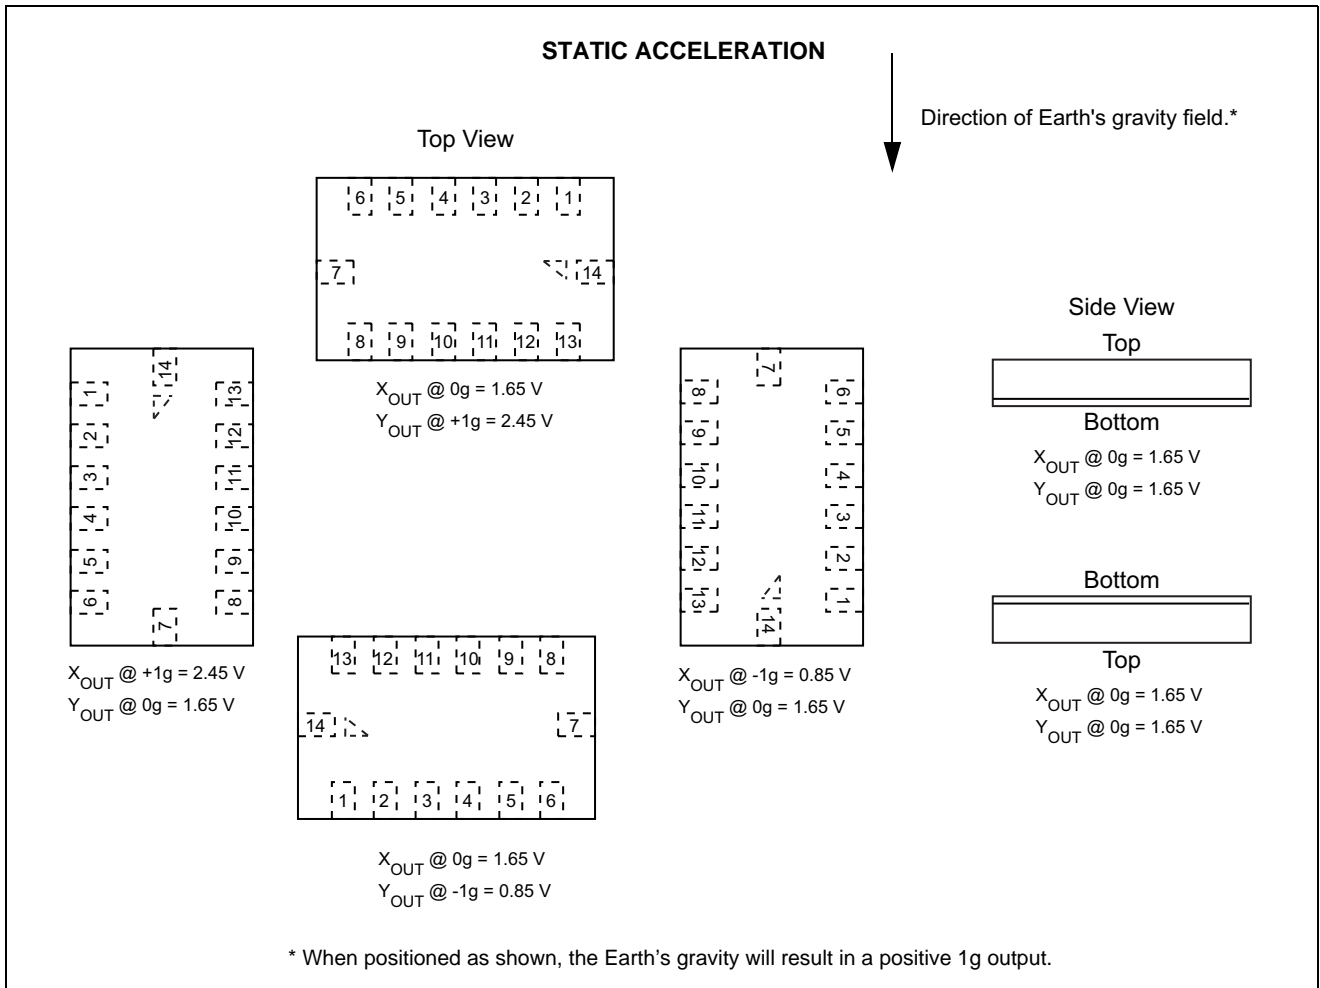 STATIC ACCELERATION
Direction of Earth's gravity field.*
Top View
6 5 4 3 2 1
7 14
8 9 10 11 12 13
XOUT @ 0g = 1.65 V
YOUT @ +1g = 2.45 V
14
1 13
2 12
3 11
4 10
5 9
6 8
7
XOUT @ +1g = 2.45 V
YOUT @ 0g = 1.65 V
13 12 11 10 9 8
14 7
1 2 3 4 5 6
XOUT @ 0g = 1.65 V
YOUT @ -1g = 0.85 V
7
8 6
9 5
10 4
11 3
12 2
13 1
14
XOUT @ -1g = 0.85 V
YOUT @ 0g = 1.65 V
Side View
Top
Bottom
XOUT @ 0g = 1.65 V
YOUT @ 0g = 1.65 V
Bottom
Top
XOUT @ 0g = 1.65 V
YOUT @ 0g = 1.65 V
* When positioned as shown, the Earth’s gravity will result in a positive 1g output.